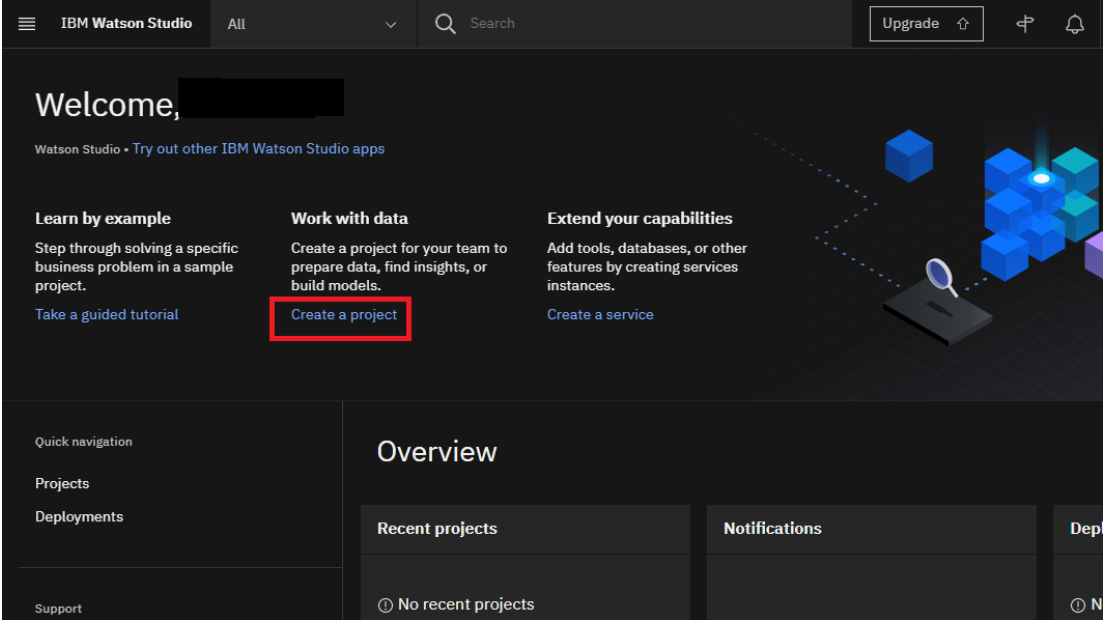 IBM Watson Studio
All
Search
Upgrade
Welcome,
Watson Studio • Try out other IBM Watson Studio apps
Learn by example
Step through solving a specific
business problem in a sample
project.
Take a guided tutorial
Work with data
Create a project for your team to
prepare data, find insights, or
build models.
Create a project
Extend your capabilities
Add tools, databases, or other
features by creating services
instances.
Create a service
Quick navigation
Projects
Deployments
Support
Overview
Recent projects
No recent projects
Notifications
Depl
N